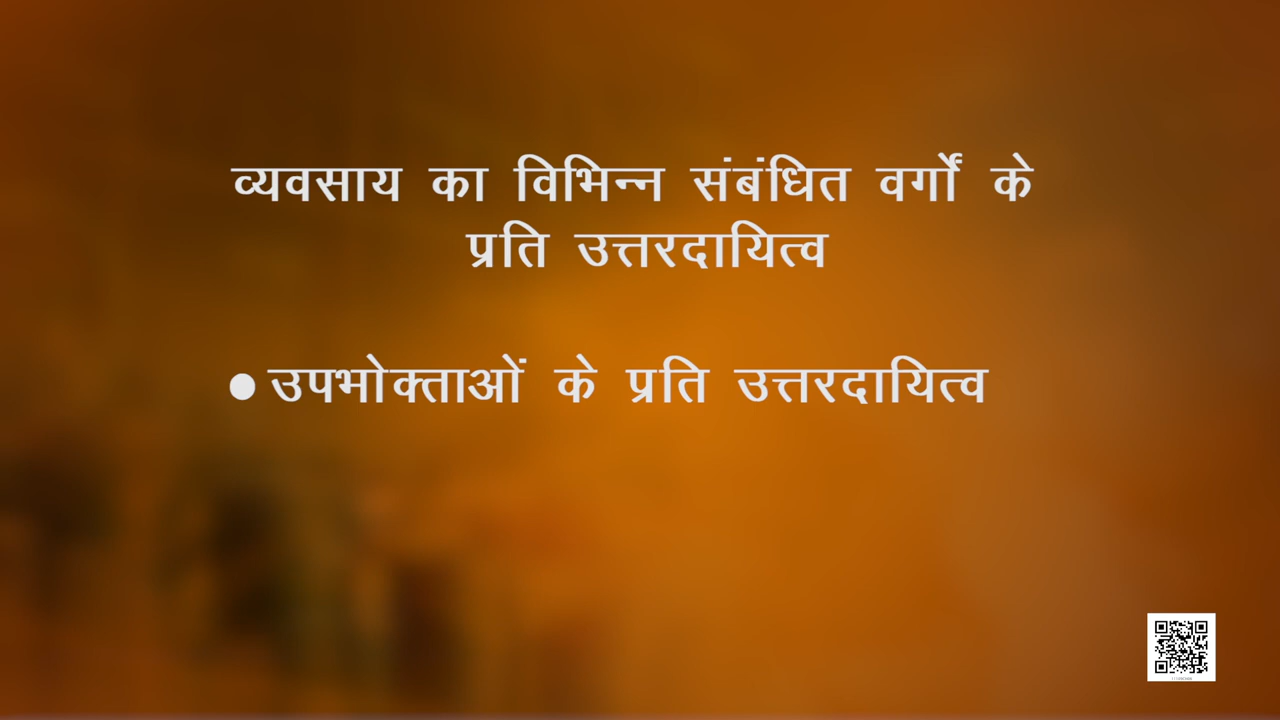 व्यवसाय का विभिन्न संबंधित वर्गों के
प्रति उत्तरदायित्व
● उपभोक्ताओं के प्रति उत्तरदायित्व